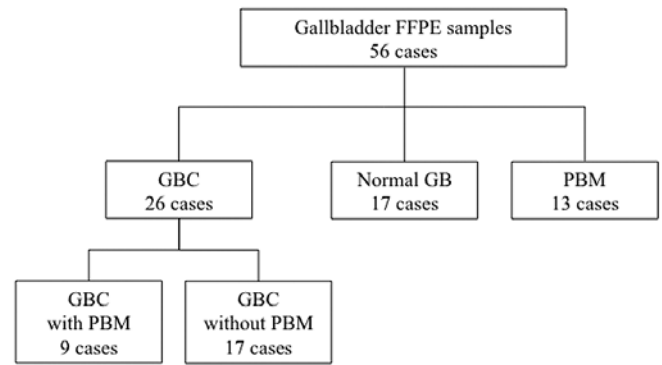 Gallbladder FFPE samples
56 cases
GBC
26 cases
Normal GB
17 cases
PBM
13 cases
GBC
with PBM
9 cases
GBC
without PBM
17 cases